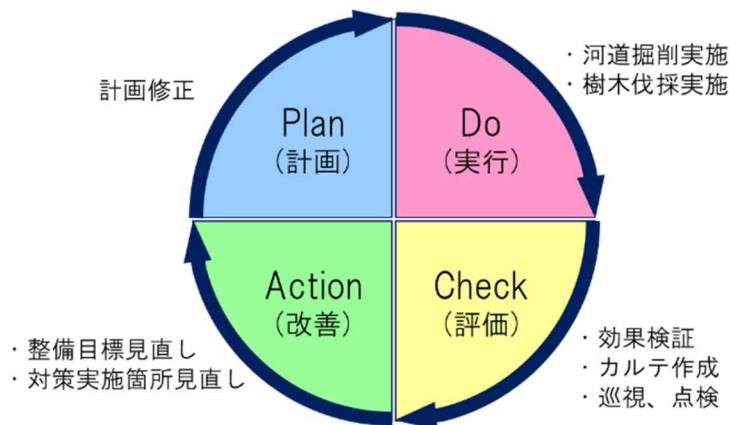 計画修正
Plan
(計画)
Do
(実行)
・河道掘削実施
・樹木伐採実施
Action
(改善)
・整備目標見直し
・対策実施箇所見直し
Check
(評価)
・効果検証
・カルテ作成
・巡視、点検